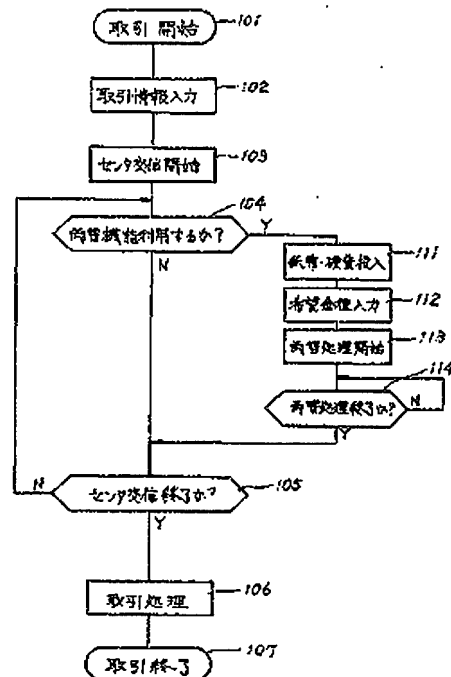 取引開始
101
取引情報入力
102
センタ交信開始
103
両替機能利用するか?
104
Y
N
紙幣・硬貨投入
111
希望金種入力
112
両替処理開始
113
両替処理終了か?
114
N
Y
センタ交信終了か?
105
N
Y
取引処理
106
取引終了
107